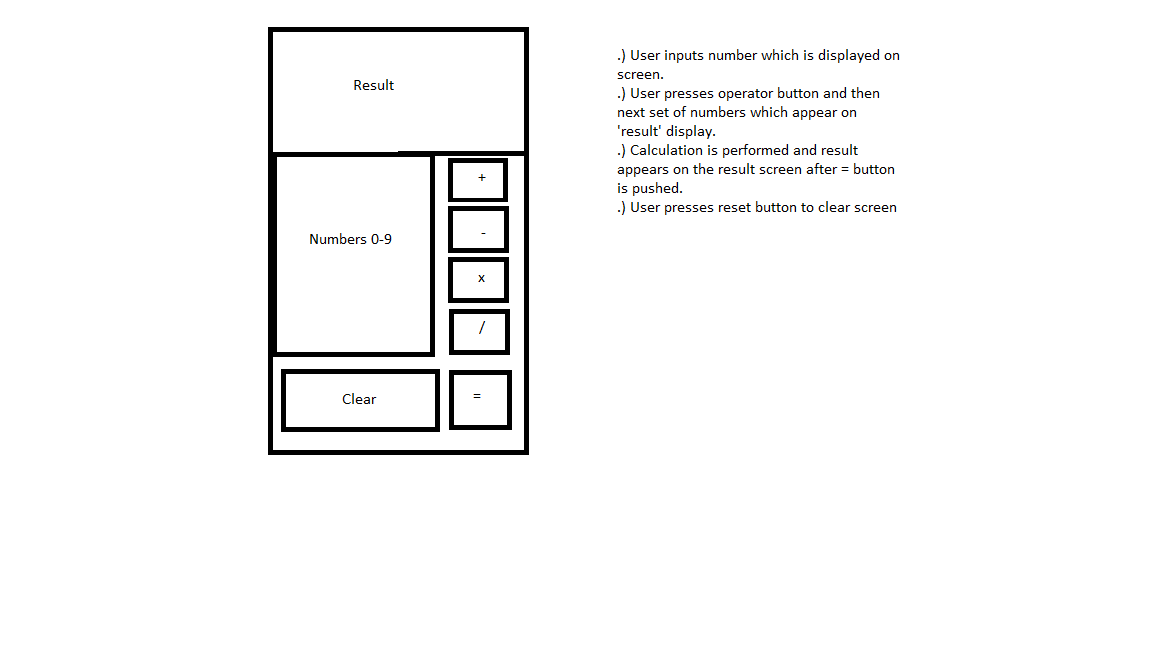 Result
+
-
Numbers 0-9
x
/
Clear
=
.) User inputs number which is displayed on
screen.
.) User presses operator button and then
next set of numbers which appear on
'result' display.
.) Calculation is performed and result
appears on the result screen after = button
is pushed.
.) User presses reset button to clear screen